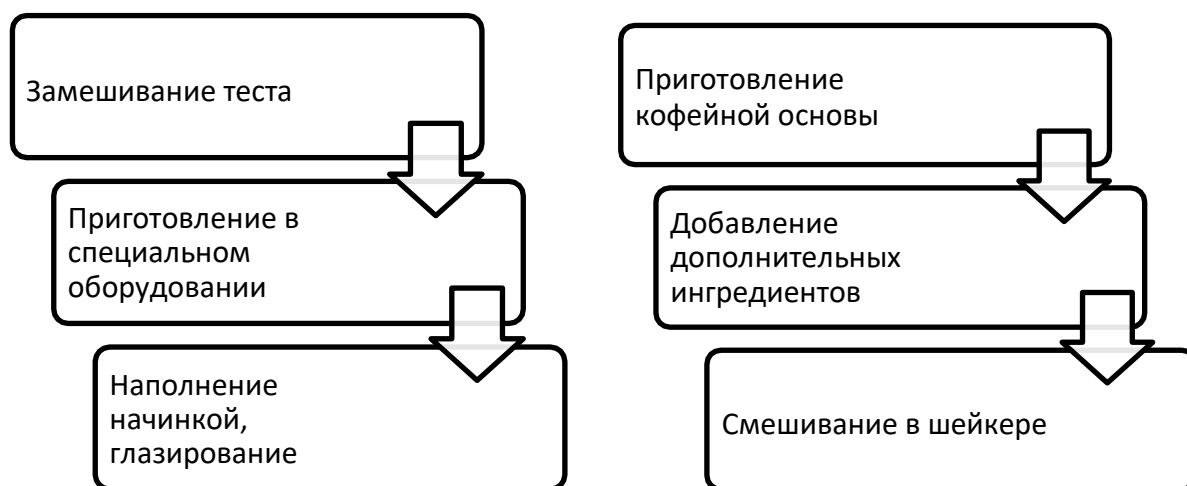 Замешивание теста
Приготовление в
специальном
оборудовании
Наполнение
начинкой,
глазирование
Приготовление
кофейной основы
Добавление
дополнительных
ингредиентов
Смешивание в шейкере